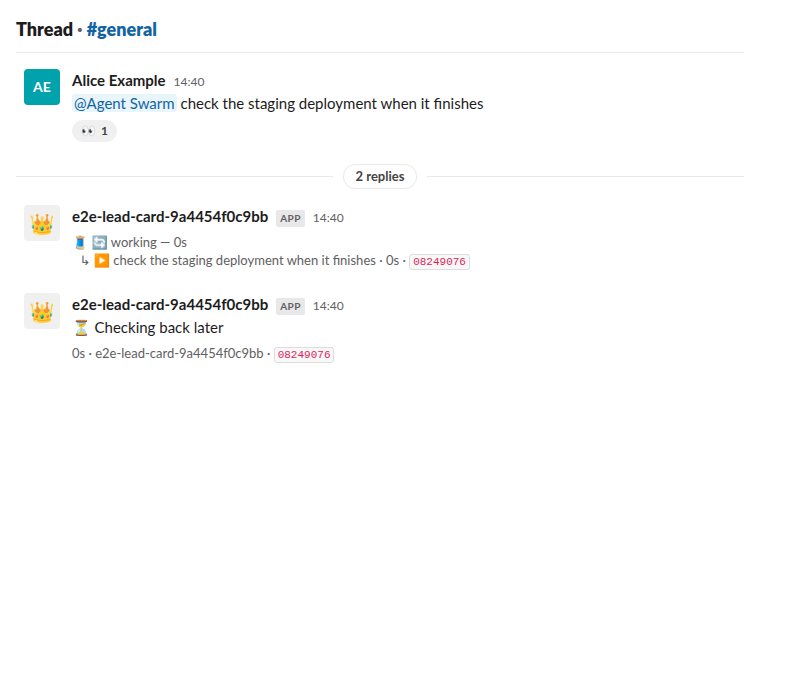 Thread • #general
AE
Alice Example 14:40
@Agent Swarm check the staging deployment when it finishes
👀 1
2 replies
👑
e2e-lead-card-9a4454f0c9bb APP 14:40
🧵 🔄 working — 0s
↳ ▶️ check the staging deployment when it finishes · 0s · 08249076
👑
e2e-lead-card-9a4454f0c9bb APP 14:40
⏳ Checking back later
0s · e2e-lead-card-9a4454f0c9bb · 08249076